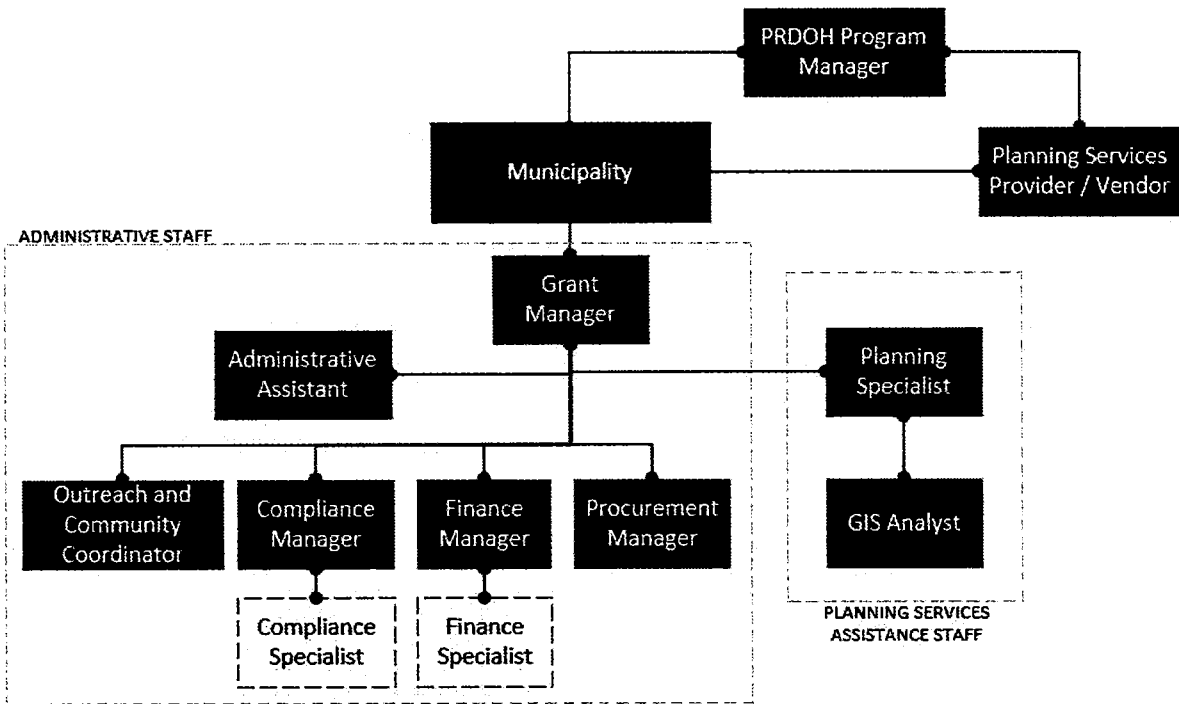 PRDOH Program
Manager
Municipality
Planning Services
Provider / Vendor
ADMINISTRATIVE STAFF
Grant
Manager
Administrative
Assistant
Planning
Specialist
Outreach and
Community
Coordinator
Compliance
Manager
Finance
Manager
Procurement
Manager
GIS Analyst
Compliance
Specialist
Finance
Specialist
PLANNING SERVICES
ASSISTANCE STAFF